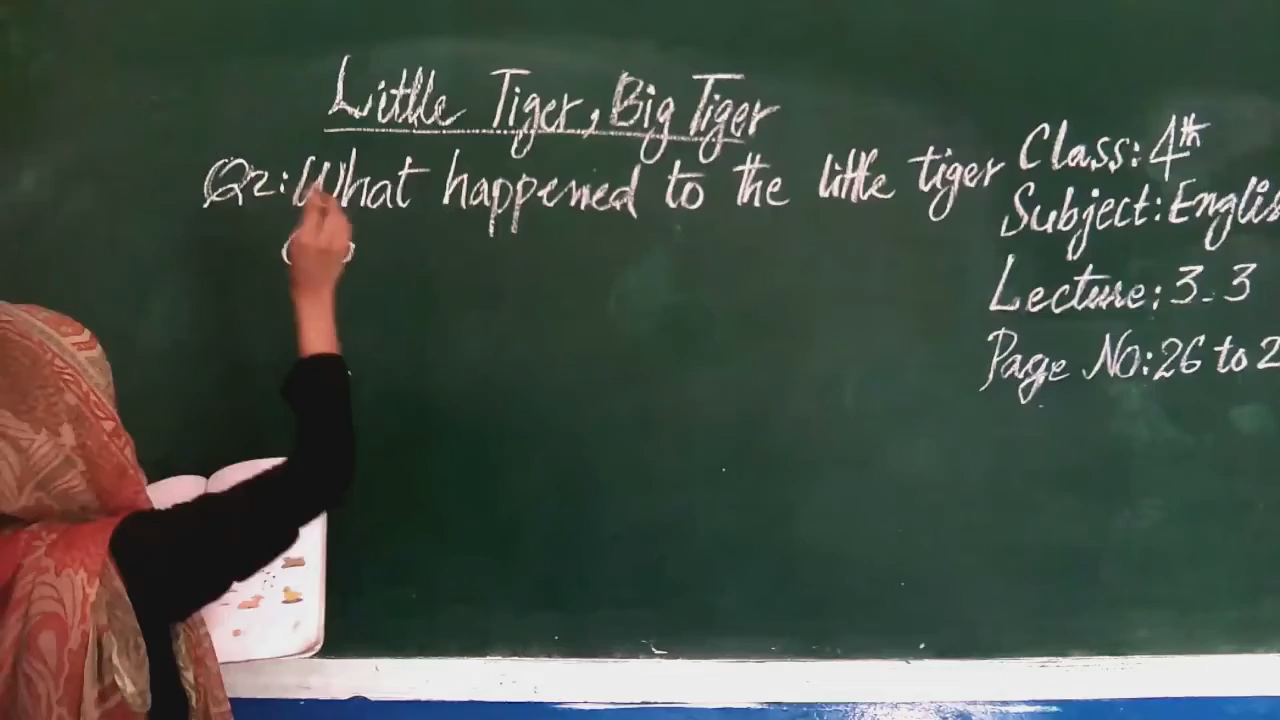 Little Tiger, Big Tiger
Q2: What happened to the little tiger
Class: 4th
Subject: Englis
Lecture: 3-3
Page No: 26 to 2